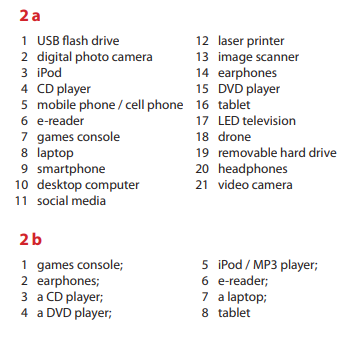 2 a
1 USB flash drive
2 digital photo camera
3 iPod
4 CD player
5 mobile phone / cell phone
6 e-reader
7 games console
8 laptop
9 smartphone
10 desktop computer
11 social media
12 laser printer
13 image scanner
14 earphones
15 DVD player
16 tablet
17 LED television
18 drone
19 removable hard drive
20 headphones
21 video camera
2 b
1 games console;
2 earphones;
3 a CD player;
4 a DVD player;
5 iPod / MP3 player;
6 e-reader;
7 a laptop;
8 tablet